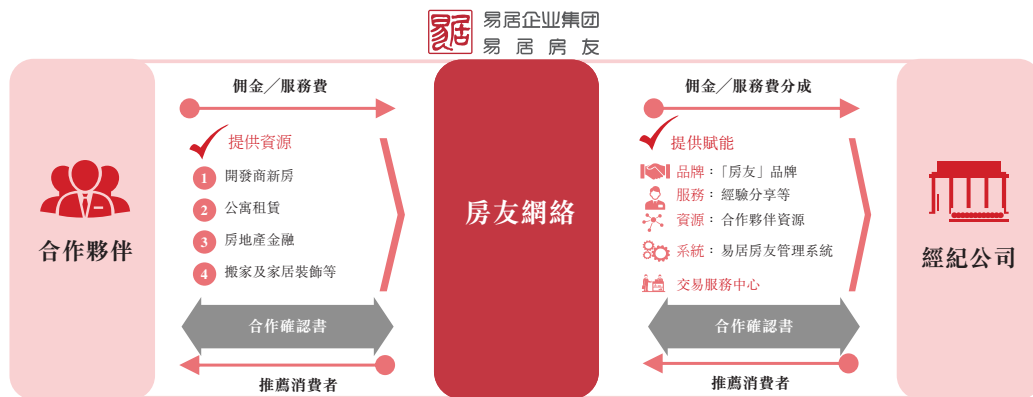 易居
易居企业集团
易居房友
合作夥伴
佣金／服務費
提供資源
1 開發商新房
2 公寓租賃
3 房地產金融
4 搬家及家居裝飾等
合作確認書
推薦消費者
房友網絡
佣金／服務費分成
提供賦能
品牌：「房友」品牌
服務：經驗分享等
資源：合作夥伴資源
系統：易居房友管理系統
交易服務中心
合作確認書
推薦消費者
經紀公司